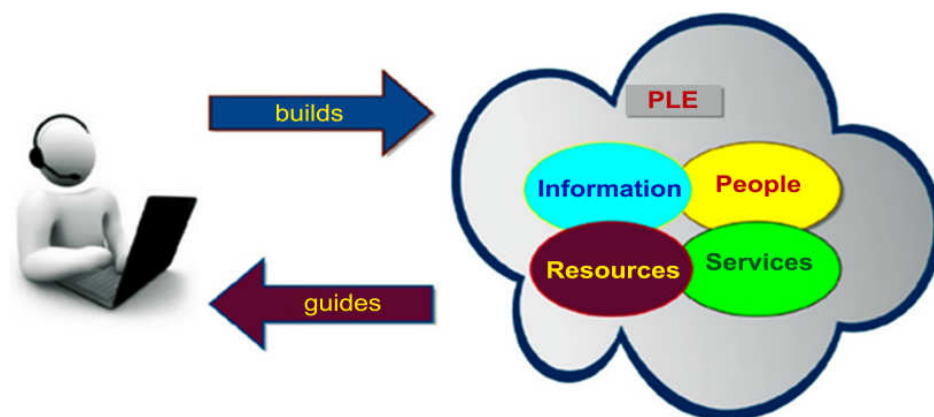 builds
PLE
Information
People
Resources
Services
guides